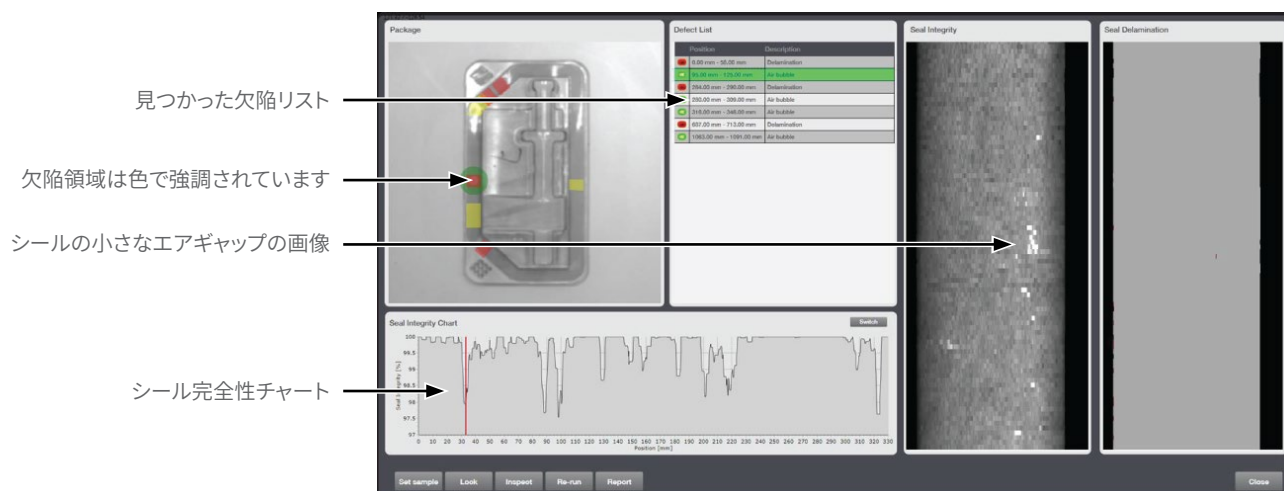 見つかった欠陥リスト
欠陥領域は色で強調されています
シールの小さなエアギャップの画像
シール完全性チャート
Package
Defect List
Position Description
0.00 mm - 50.00 mm Delamination
Air bubble
Delamination
Air bubble
Air bubble
Delamination
Air bubble
Seal Integrity
Seal Delamination
Seal Integrity Chart
Switch
Seal Integrity [%]
100
99.5
99
98.5
98
97.5
97
0 10 20 30 40 50 60 70 80 90 100 110 120 130 140 150 160 170 180 190 200 210 220 230 240 250 260 270 280 290 300 310 320 330
Position [mm]
Set sample Look Inspect Re-run Report
Close